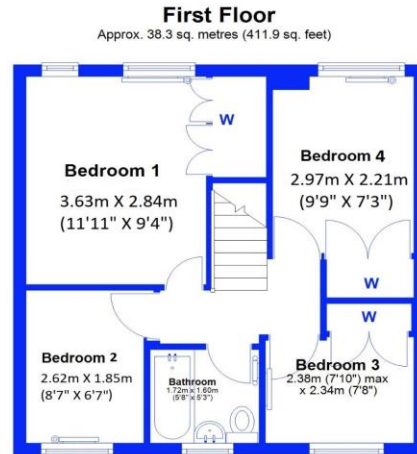 First Floor
Approx. 38.3 sq. metres (411.9 sq. feet)
W
Bedroom 1
3.63m X 2.84m
(11'11" X 9'4")
Bedroom 4
2.97m X 2.21m
(9'9" X 7'3")
W
W
Bedroom 2
2.62m X 1.85m
(8'7" X 6'7")
Bathroom
1.72m x 1.60m
(5'8" x 5'3")
Bedroom 3
2.38m (7'10") max
x 2.34m (7'8")